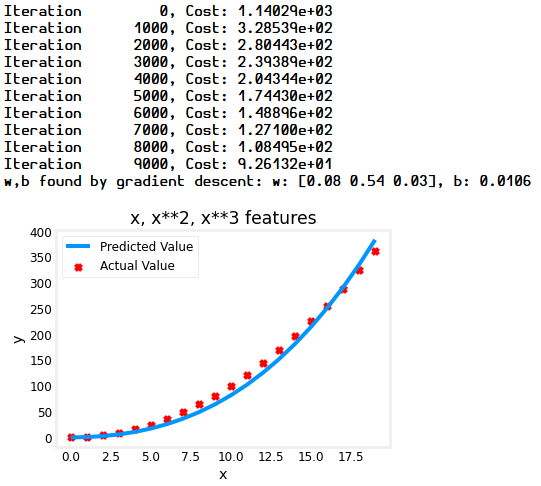 Iteration 0, Cost: 1.14029e+03
Iteration 1000, Cost: 3.28539e+02
Iteration 2000, Cost: 2.80443e+02
Iteration 3000, Cost: 2.39389e+02
Iteration 4000, Cost: 2.04344e+02
Iteration 5000, Cost: 1.74430e+02
Iteration 6000, Cost: 1.48896e+02
Iteration 7000, Cost: 1.27100e+02
Iteration 8000, Cost: 1.08495e+02
Iteration 9000, Cost: 9.26132e+01
w,b found by gradient descent: w: [0.08 0.54 0.03], b: 0.0106
x, x**2, x**3 features
Predicted Value
Actual Value
400
350
300
250
200
150
100
50
0
y
0.0 2.5 5.0 7.5 10.0 12.5 15.0 17.5
x